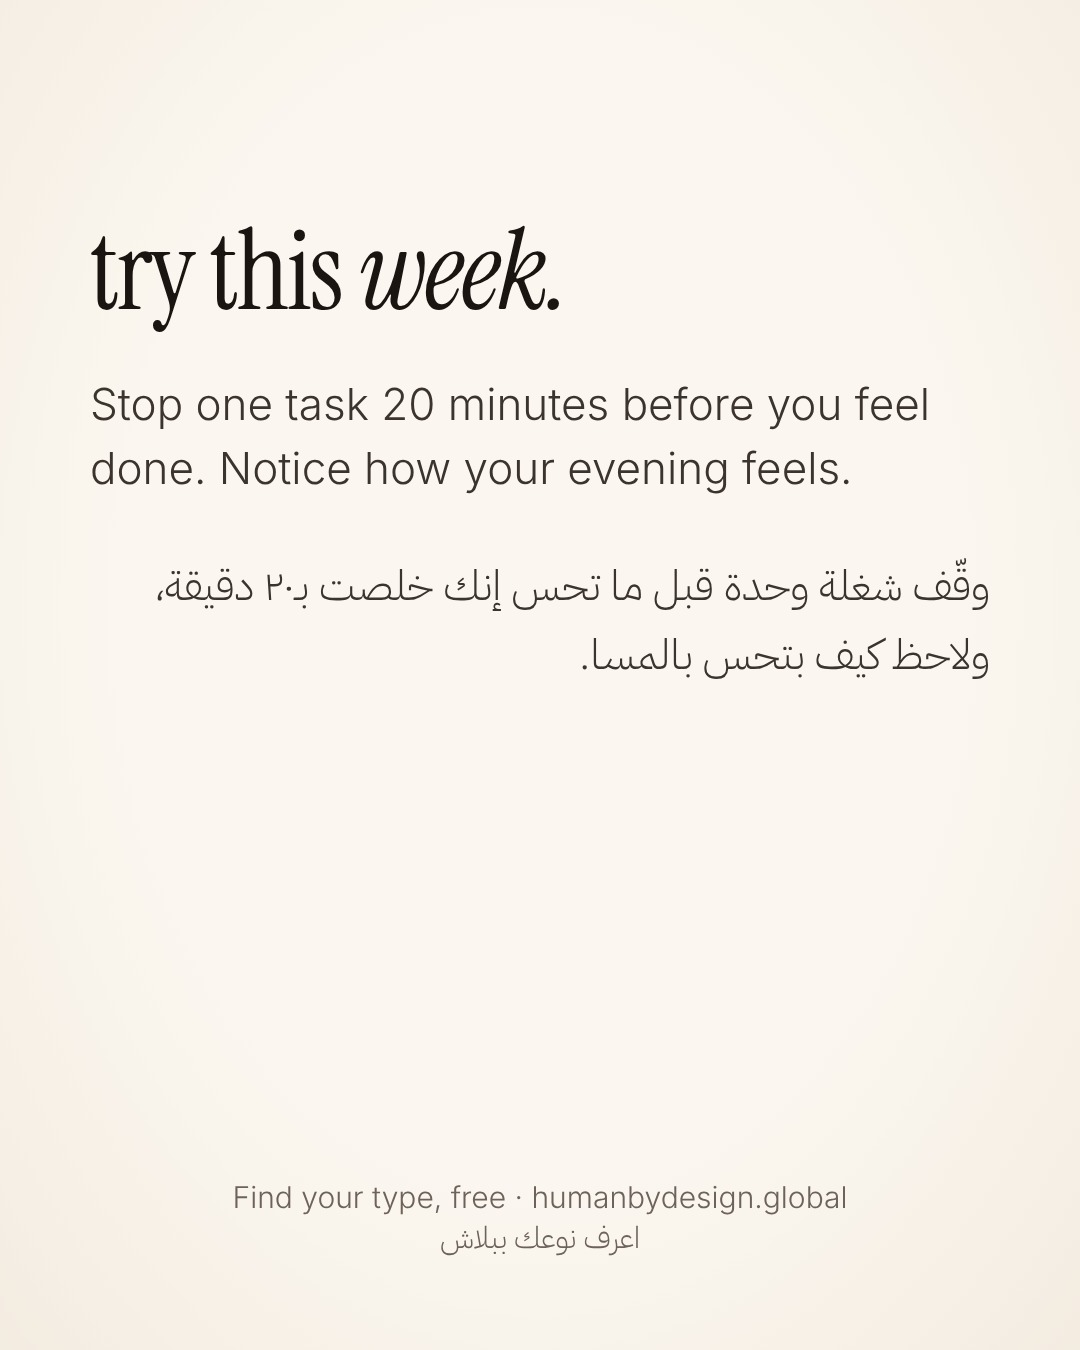 try this week.
Stop one task 20 minutes before you feel
done. Notice how your evening feels.
وقّف شغلة وحدة قبل ما تحس إنك خلصت بـ٢٠ دقيقة،
ولاحظ كيف بتحس بالمسا.
Find your type, free · humanbydesign.global
اعرف نوعك ببلاش